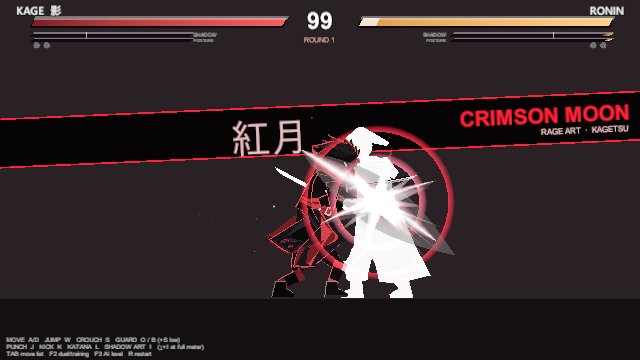 KAGE 影
99
RONIN
SHADOW
POSTURE
SHADOW
POSTURE
ROUND 1
紅月
CRIMSON MOON
RAGE ART · KAGETSU
MOVE A/D JUMP W CROUCH S GUARD O / B (+S low)
PUNCH J KICK K KATANA L SHADOW ART I (↓+I at full meter)
TAB move list F2 duel/training F3 AI level R restart